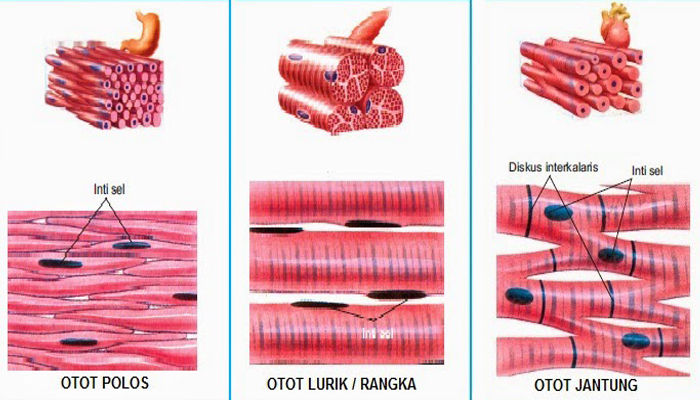 Inti sel
OTOT POLOS
Inti sel
OTOT LURIK / RANGKA
Diskus interkalaris
Inti sel
OTOT JANTUNG